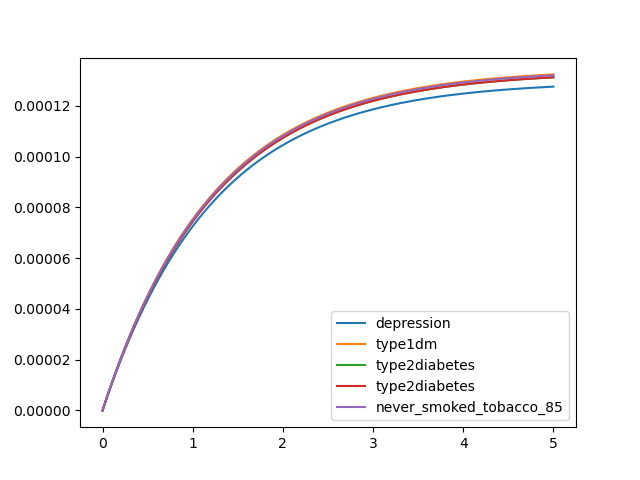 0.00012
0.00010
0.00008
0.00006
0.00004
0.00002
0.00000
depression
type1dm
type2diabetes
type2diabetes
never_smoked_tobacco_85
0 1 2 3 4 5